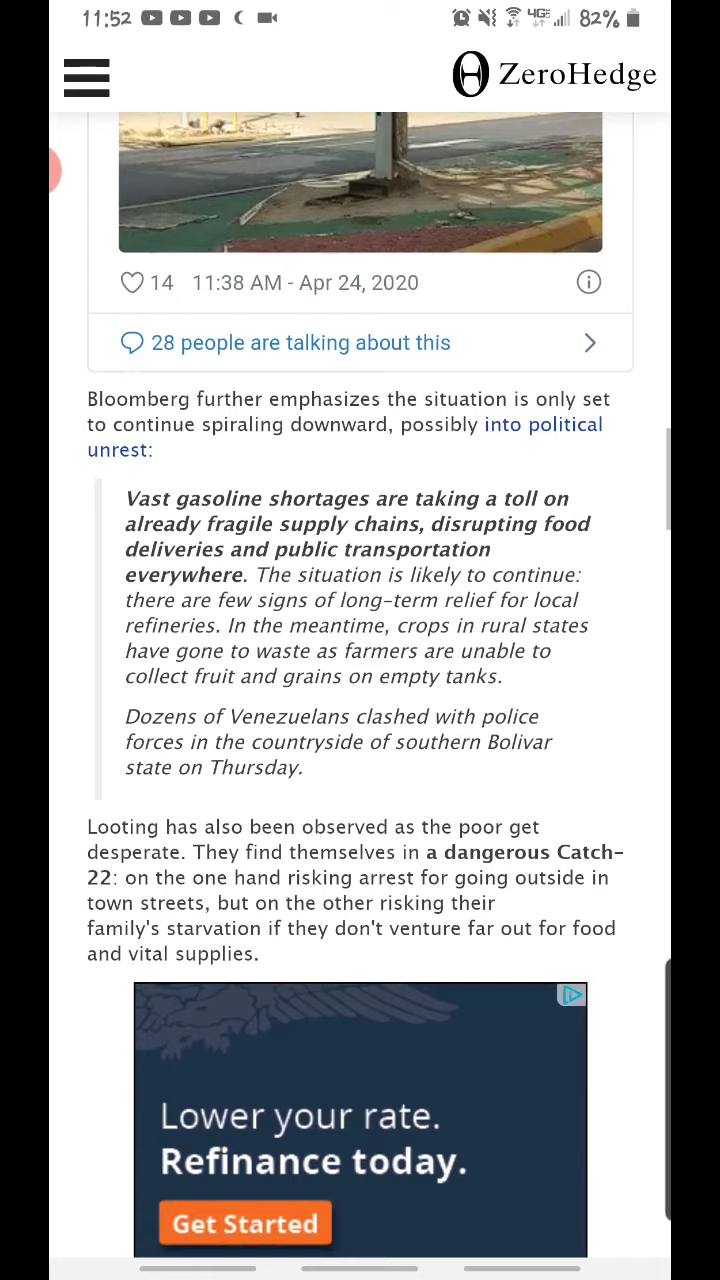 11:52
4GE
82%
ZeroHedge
14 11:38 AM - Apr 24, 2020
28 people are talking about this
Bloomberg further emphasizes the situation is only set
to continue spiraling downward, possibly into political
unrest:
Vast gasoline shortages are taking a toll on
already fragile supply chains, disrupting food
deliveries and public transportation
everywhere. The situation is likely to continue:
there are few signs of long-term relief for local
refineries. In the meantime, crops in rural states
have gone to waste as farmers are unable to
collect fruit and grains on empty tanks.
Dozens of Venezuelans clashed with police
forces in the countryside of southern Bolivar
state on Thursday.
Looting has also been observed as the poor get
desperate. They find themselves in a dangerous Catch-
22: on the one hand risking arrest for going outside in
town streets, but on the other risking their
family's starvation if they don't venture far out for food
and vital supplies.
Lower your rate.
Refinance today.
Get Started